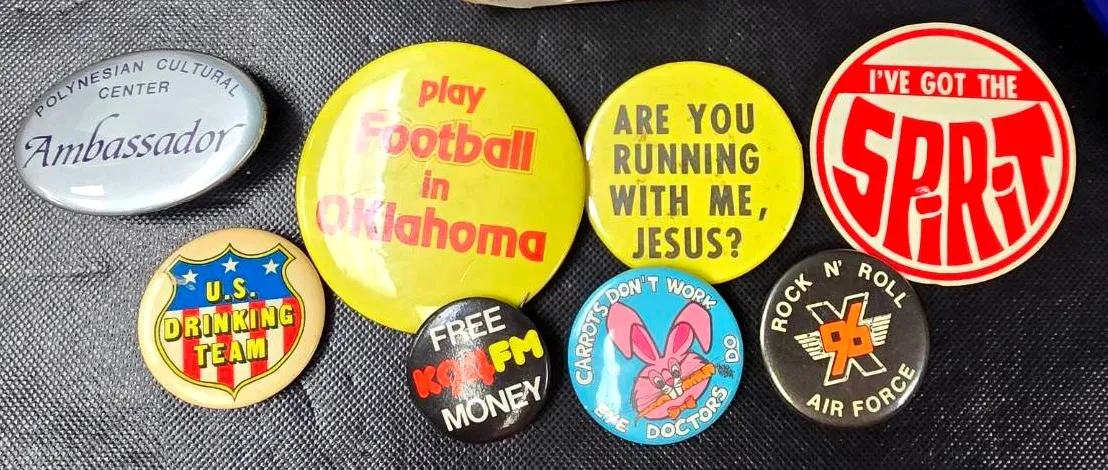 POLYNESIAN CULTURAL
CENTER
Ambassador
play
Football
in
OKlahoma
ARE YOU
RUNNING
WITH ME,
JESUS?
I'VE GOT THE
SPiRiT
U.S.
DRINKING
TEAM
FREE
FM
MONEY
CARROTS DON'T WORK
EYE DOCTORS DO
ROCK N' ROLL
X
96
AIR FORCE